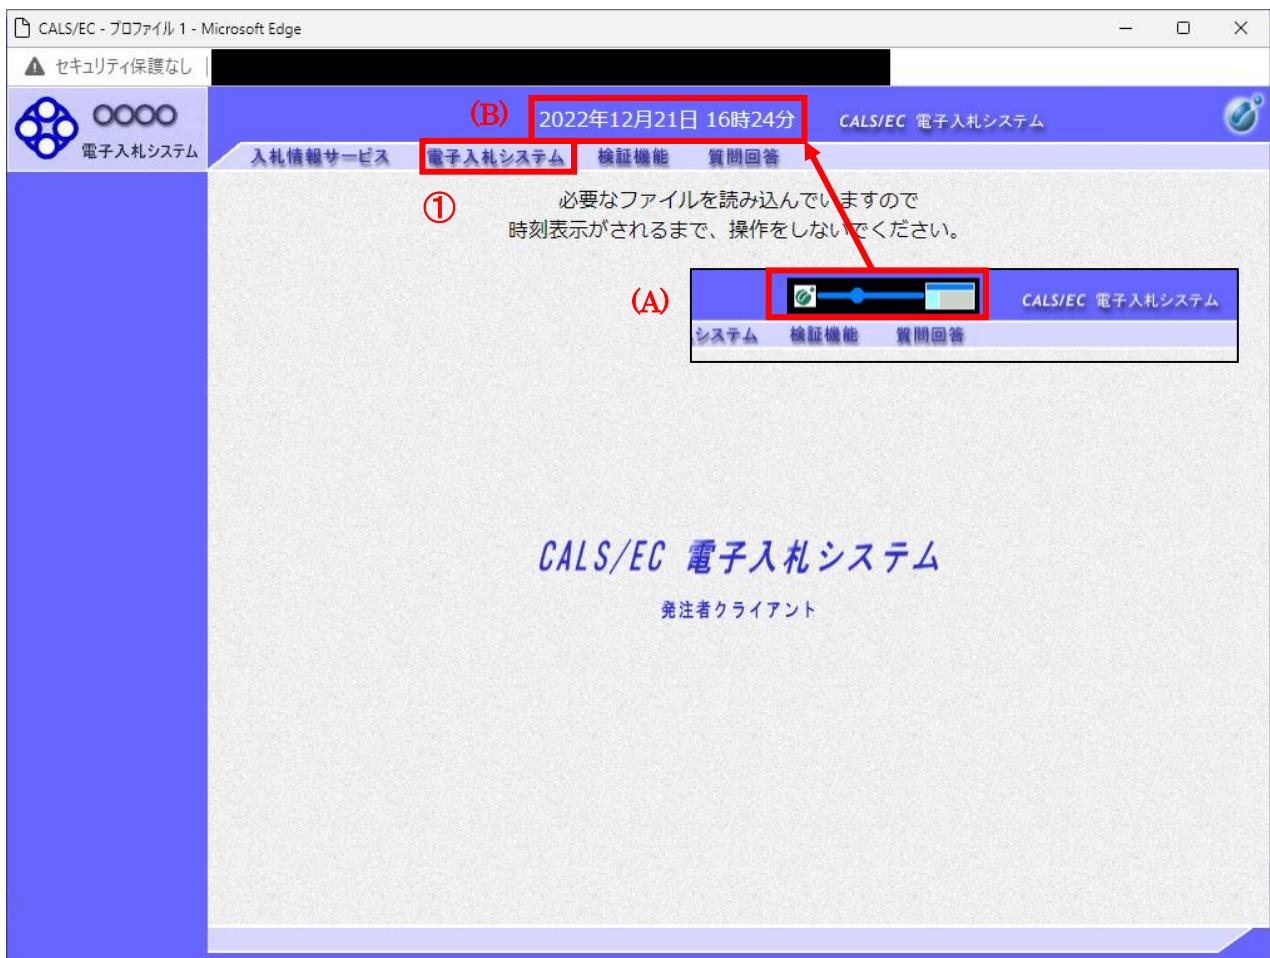 CALS/EC - プロファイル 1 - Microsoft Edge
セキュリティ保護なし
OOOO
電子入札システム
(B)
2022年12月21日 16時24分
CALS/EC 電子入札システム
入札情報サービス 電子入札システム 検証機能 質問回答
①
必要なファイルを読み込んでいますので
時刻表示がされるまで、操作をしないでください。
(A)
CALS/EC 電子入札システム
システム 検証機能 質問回答
CALS/EC 電子入札システム
発注者クライアント